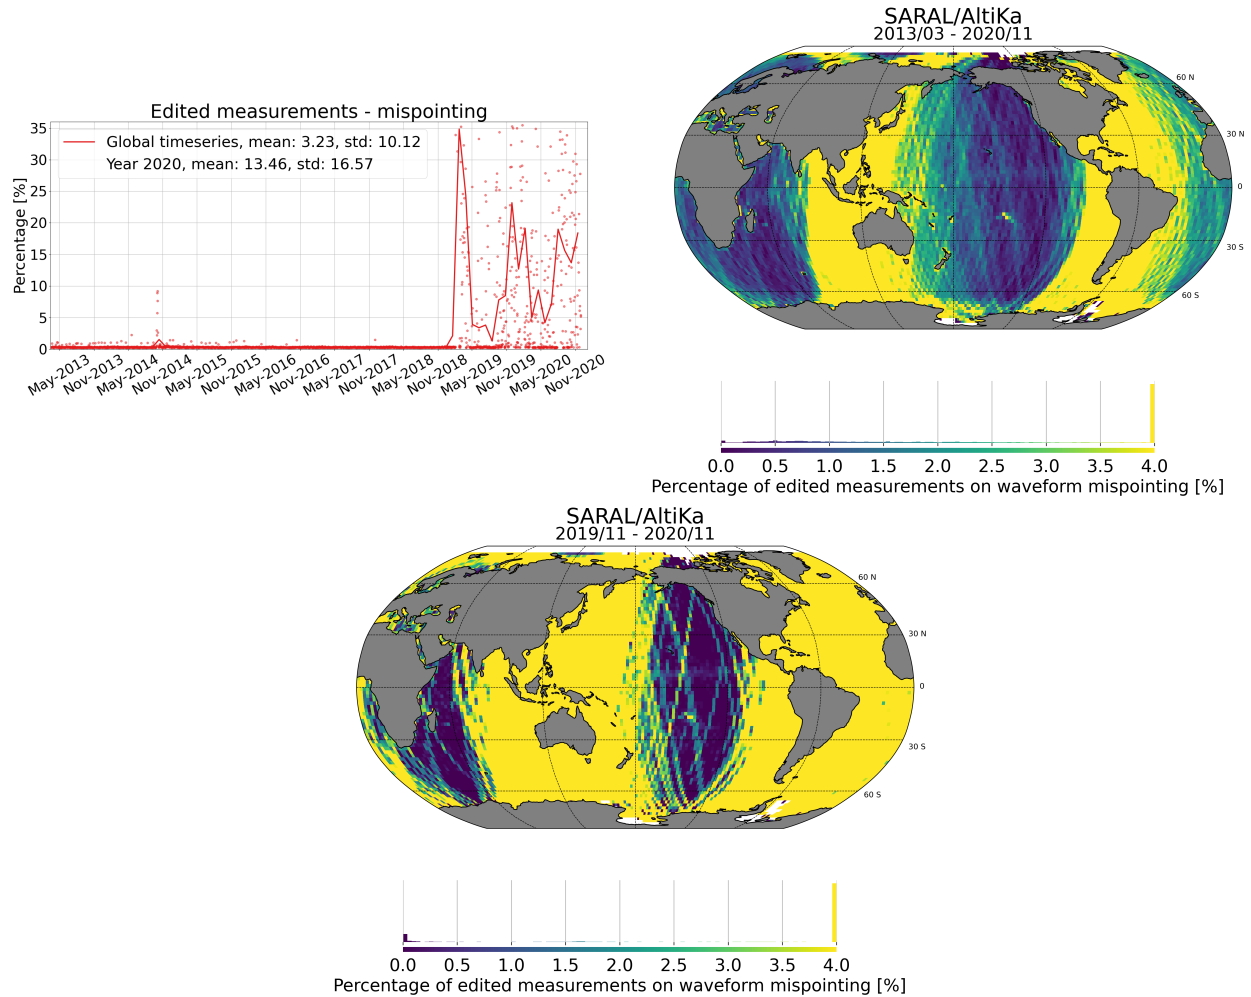 Edited measurements - mispointing
Percentage [%]
35
30
25
20
15
10
5
0
Global timeseries, mean: 3.23, std: 10.12
Year 2020, mean: 13.46, std: 16.57
May-2013
Nov-2013
May-2014
Nov-2014
May-2015
Nov-2015
May-2016
Nov-2016
May-2017
Nov-2017
May-2018
Nov-2018
May-2019
Nov-2019
May-2020
Nov-2020
SARAL/AltiKa
2013/03 - 2020/11
60 N
30 N
0
30 S
60 S
0.0 0.5 1.0 1.5 2.0 2.5 3.0 3.5 4.0
Percentage of edited measurements on waveform mispointing [%]
SARAL/AltiKa
2019/11 - 2020/11
60 N
30 N
0
30 S
60 S
0.0 0.5 1.0 1.5 2.0 2.5 3.0 3.5 4.0
Percentage of edited measurements on waveform mispointing [%]